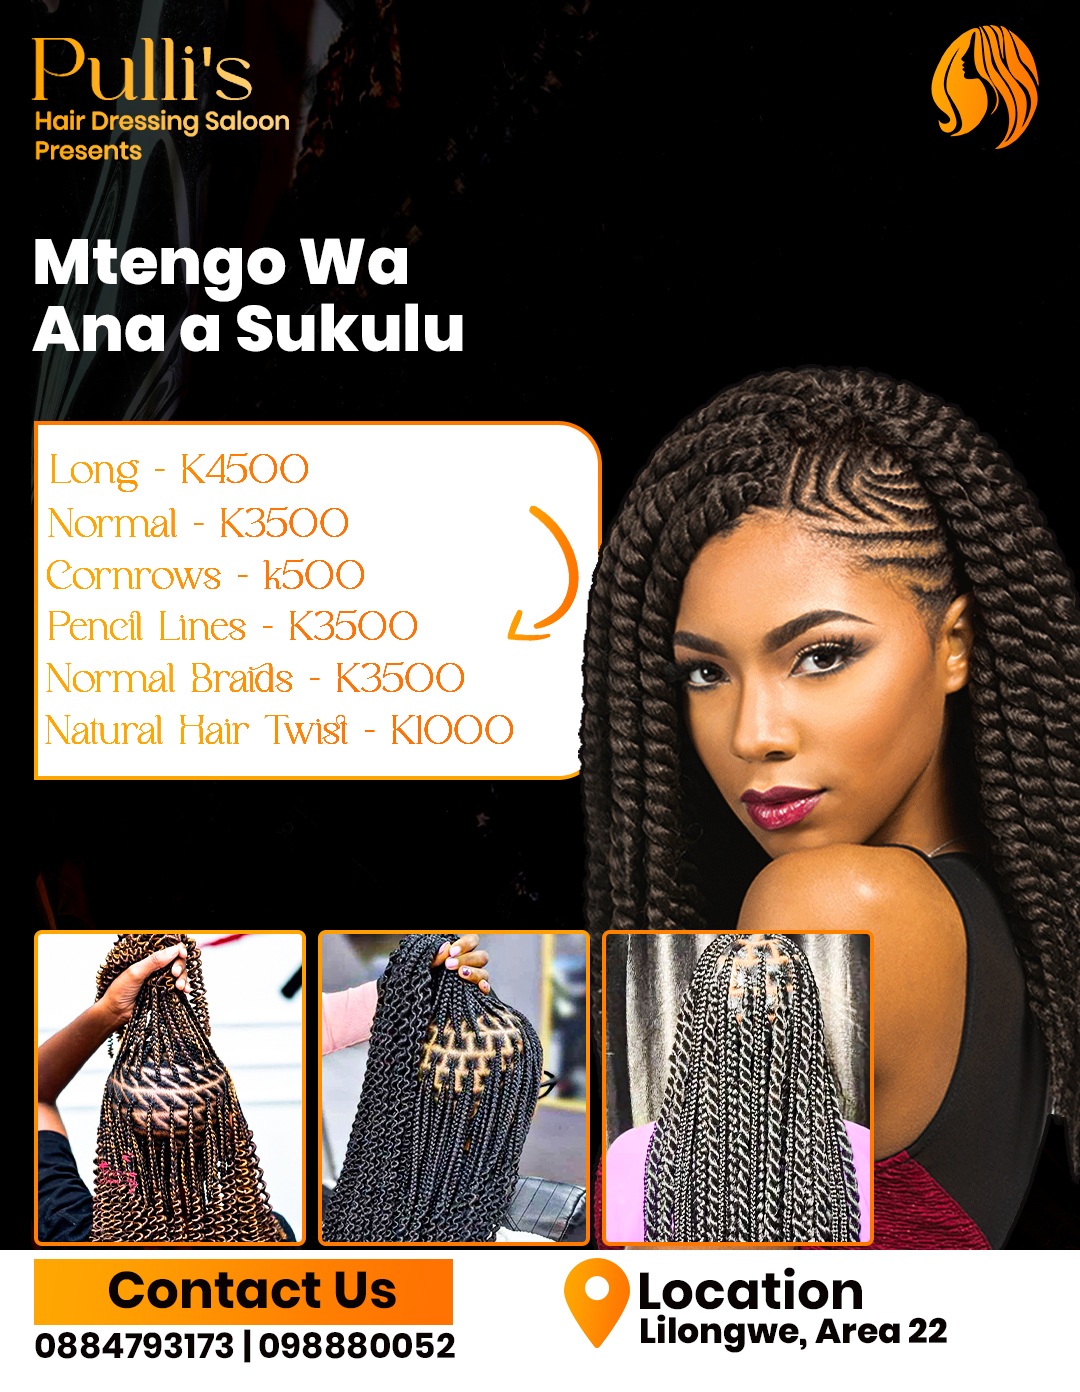 Pulli's
Hair Dressing Saloon
Presents
Mtengo Wa
Ana a Sukulu
Long - K4500
Normal - K3500
Cornrows - k500
Pencil Lines - K3500
Normal Braids - K3500
Natural Hair Twist - K1000
Contact Us
0884793173 | 098880052
Location
Lilongwe, Area 22